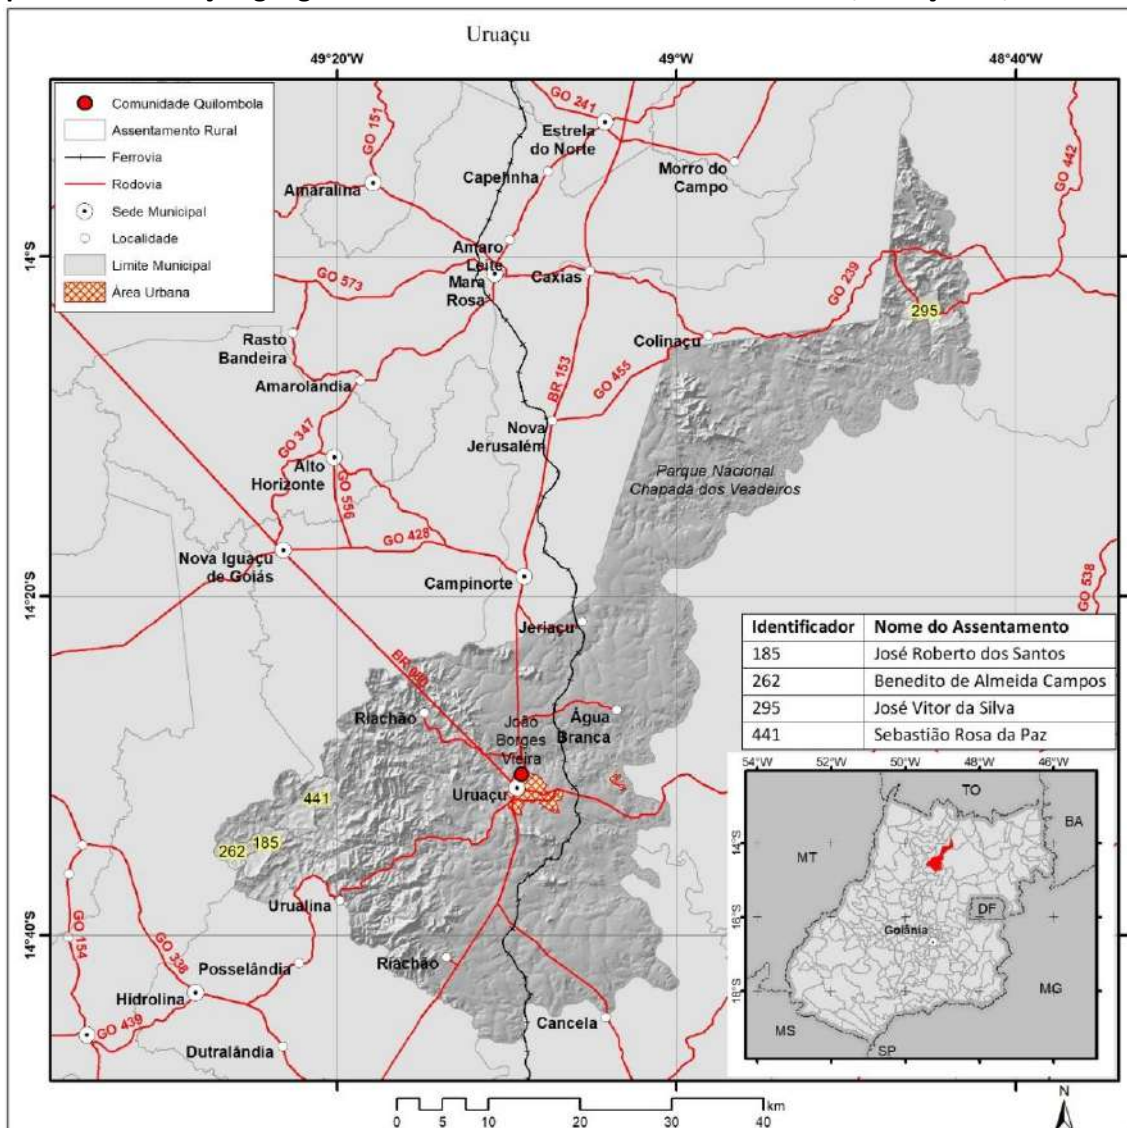 Uruaçu
49°20'W
49°W
48°40'W
Comunidade Quilombola
Assentamento Rural
Ferrovia
Rodovia
Sede Municipal
Localidade
Limite Municipal
Área Urbana
GO 151
GO 241
Estrela
do Norte
Morro do
Campo
GO 442
Capelinha
Amaralina
14°S
Amaro
Leite
Mara
Rosa
Caxias
GO 573
GO 239
295
Rasto
Bandeira
Colinaçu
Amarolandia
BR 153
GO 455
GO 347
Nova
Jerusalém
Alto
Horizonte
GO 556
Parque Nacional
Chapada dos Veadeiros
GO 428
Nova Iguaçu
de Goiás
Campinorte
GO 538
14°20'S
Jeriaçu
Identificador Nome do Assentamento
185 José Roberto dos Santos
262 Benedito de Almeida Campos
295 José Vitor da Silva
441 Sebastião Rosa da Paz
Riachão
João
Borges
Vieira
Água
Branca
Uruaçu
441
185
262
Urualina
14°40'S
GO 154
GO 338
Posselândia
Riachão
Hidrolina
GO 439
Cancela
Dutralândia
54°W
52°W
50°W
48°W
46°W
TO
BA
MT
14°S
DF
16°S
Goiânia
18°S
MG
MS
SP
N
0 5 10 20 30 40 km